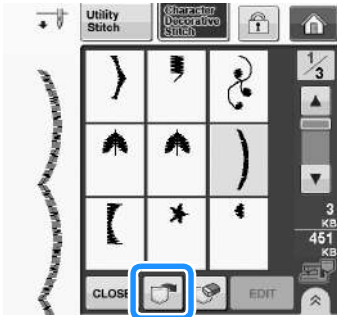 Utility
Stitch
Character
Decorative
Stitch
1/3
3
KB
451
KB
CLOSE
EDIT